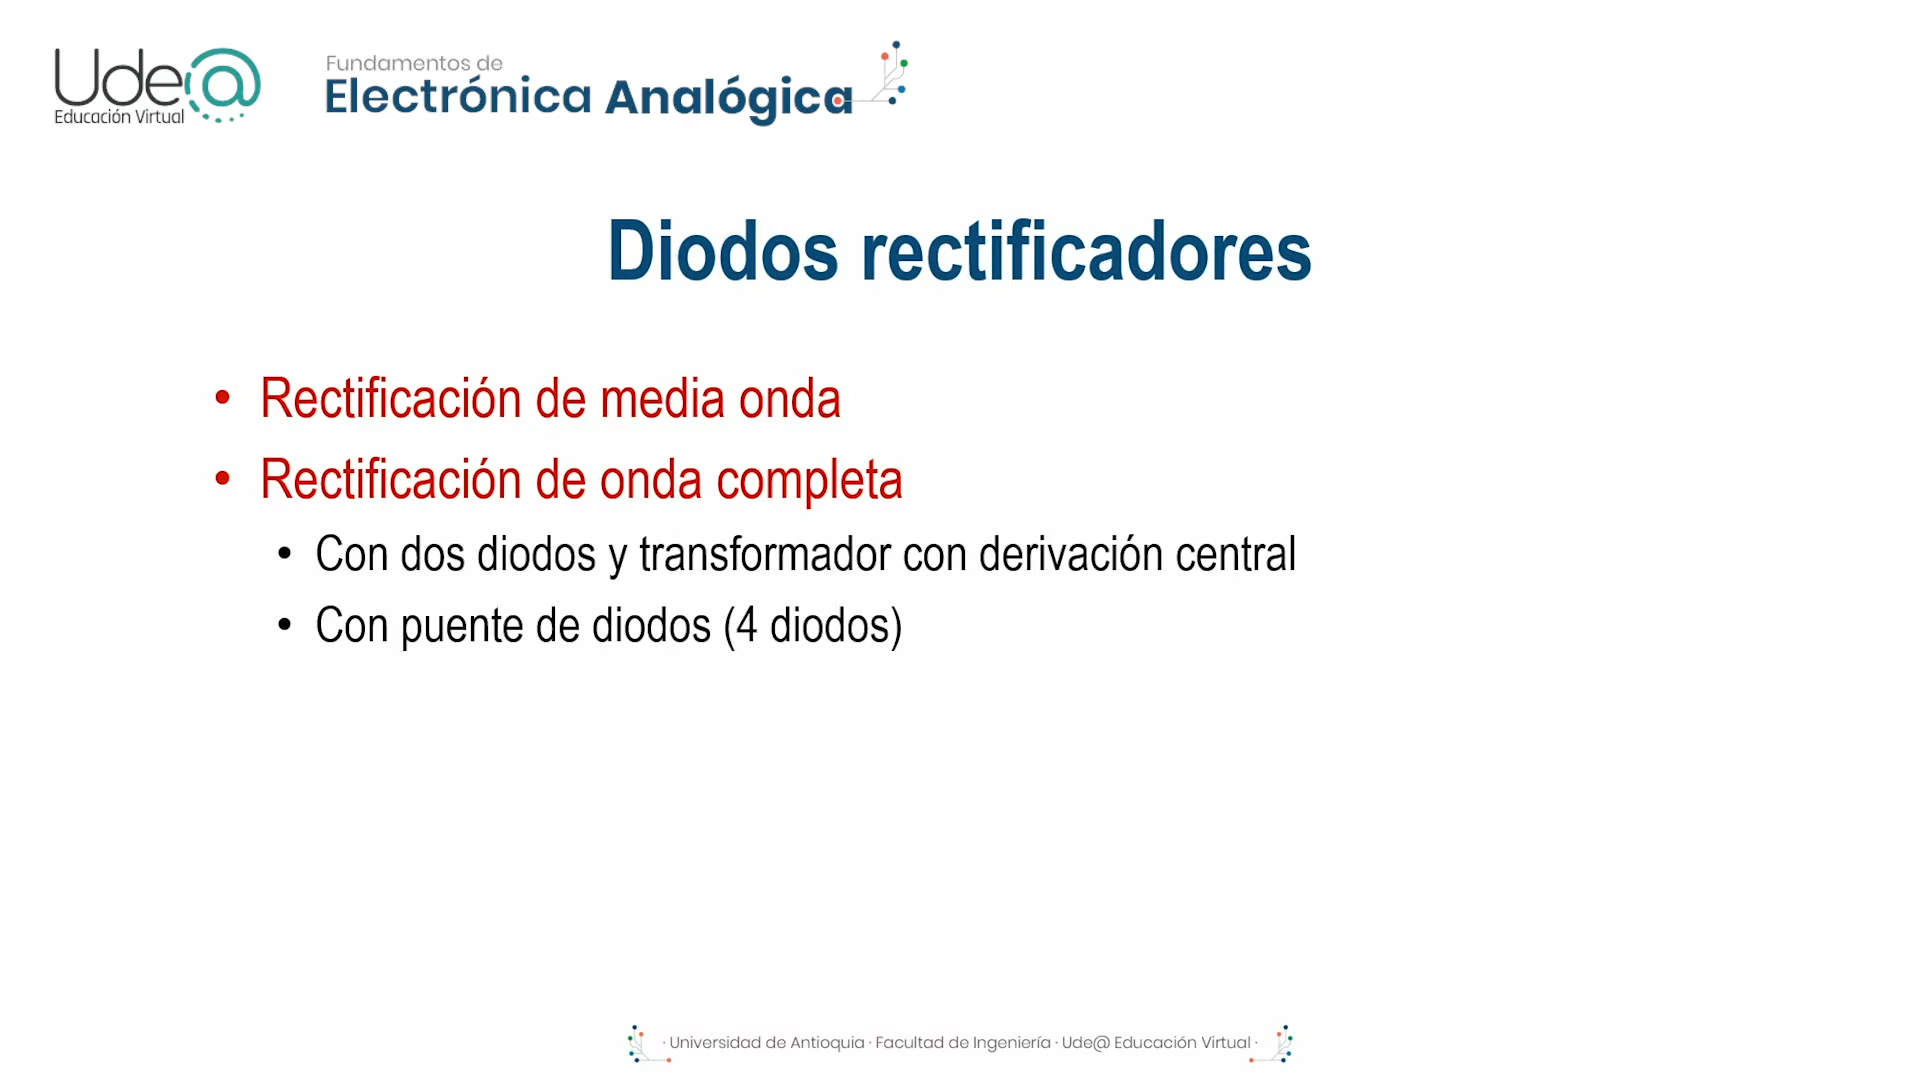 Ude@
Educación Virtual
Fundamentos de
Electrónica Analógica
Diodos rectificadores
• Rectificación de media onda
• Rectificación de onda completa
• Con dos diodos y transformador con derivación central
• Con puente de diodos (4 diodos)
· Universidad de Antioquia · Facultad de Ingeniería · Ude@ Educación Virtual ·